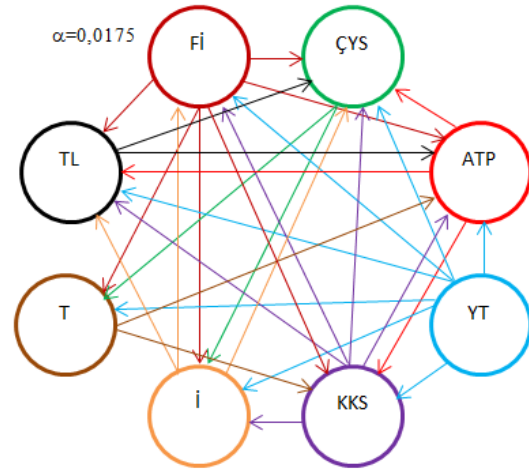 α=0,0175
Fİ
ÇYS
TL
ATP
T
YT
İ
KKS